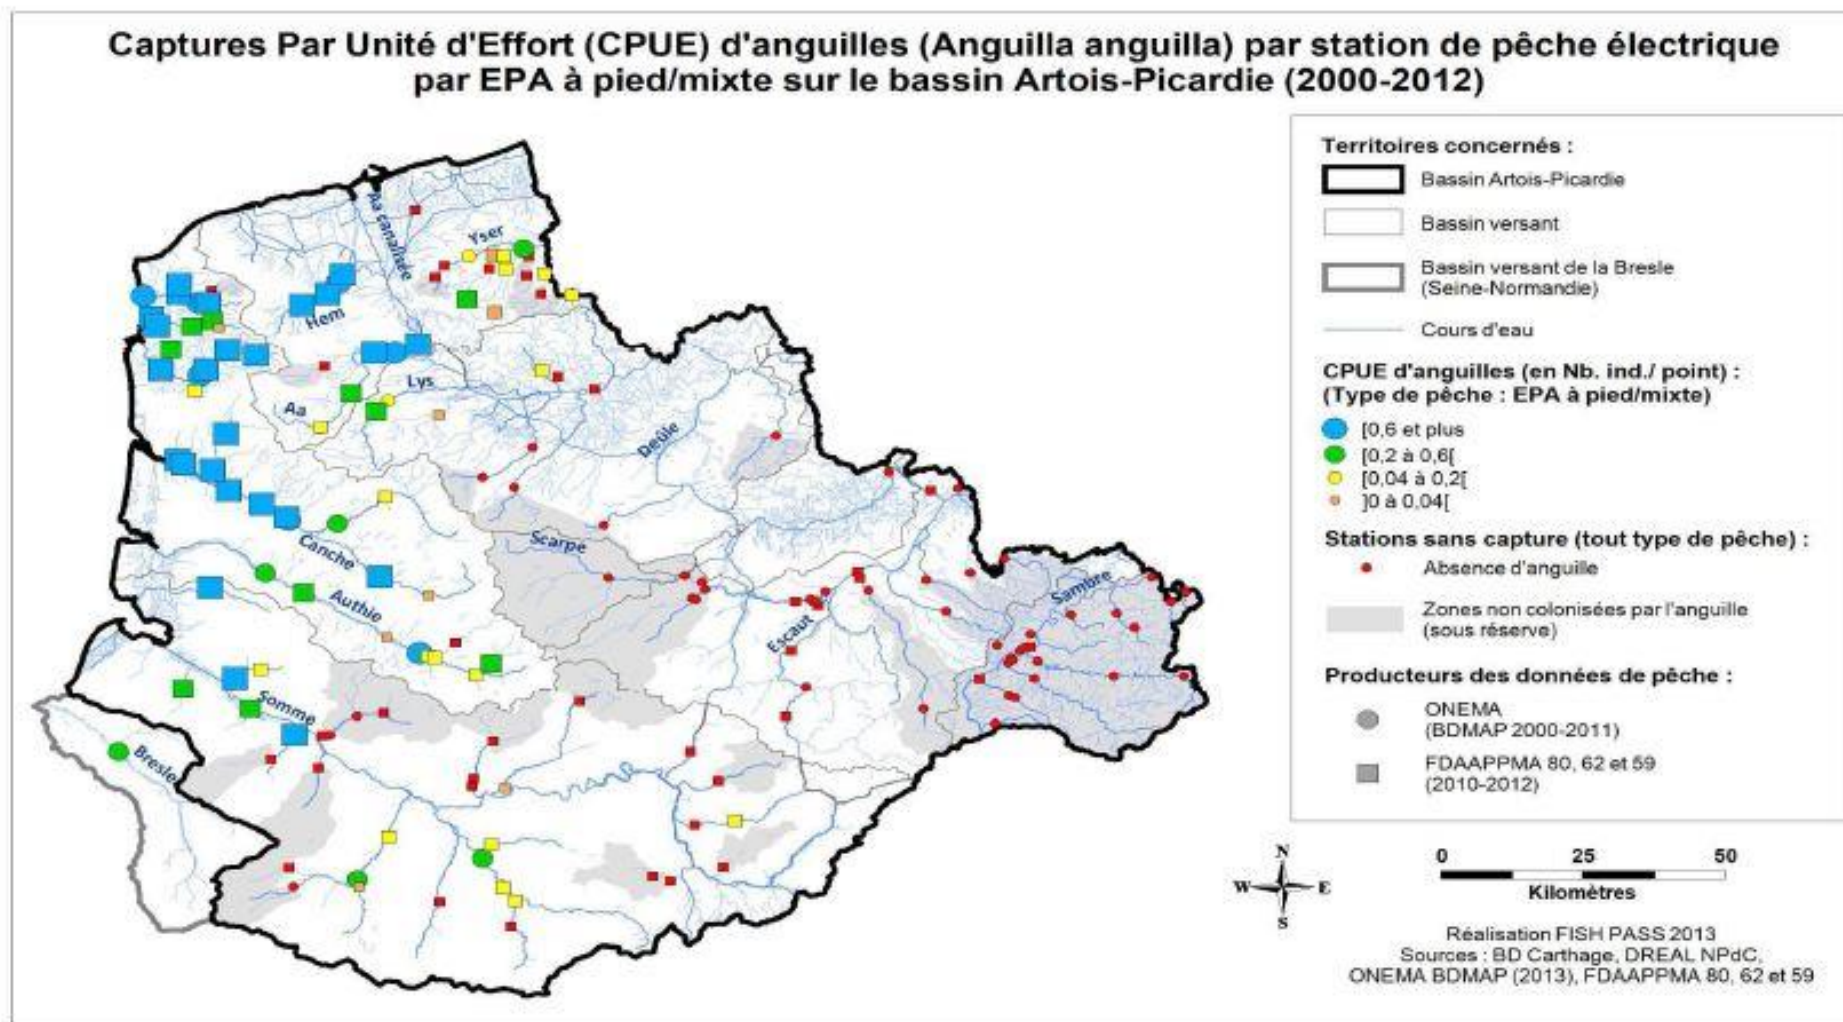 Captures Par Unité d'Effort (CPUE) d'anguilles (Anguilla anguilla) par station de pêche électrique
par EPA à pied/mixte sur le bassin Artois-Picardie (2000-2012)
Aa canalisée
Yser
Hem
Lys
Aa
Deûle
Canche
Scarpe
Authie
Sambre
Escaut
Somme
Bresle
Territoires concernés :
Bassin Artois-Picardie
Bassin versant
Bassin versant de la Bresle
(Seine-Normandie)
Cours d'eau
CPUE d'anguilles (en Nb. ind./ point) :
(Type de pêche : EPA à pied/mixte)
[0,6 et plus
[0,2 à 0,6[
[0,04 à 0,2[
]0 à 0,04[
Stations sans capture (tout type de pêche) :
Absence d'anguille
Zones non colonisées par l'anguille
(sous réserve)
Producteurs des données de pêche :
ONEMA
(BDMAP 2000-2011)
FDAAPPMA 80, 62 et 59
(2010-2012)
N
W E
S
0 25 50
Kilomètres
Réalisation FISH PASS 2013
Sources : BD Carthage, DREAL NPdC,
ONEMA BDMAP (2013), FDAAPPMA 80, 62 et 59